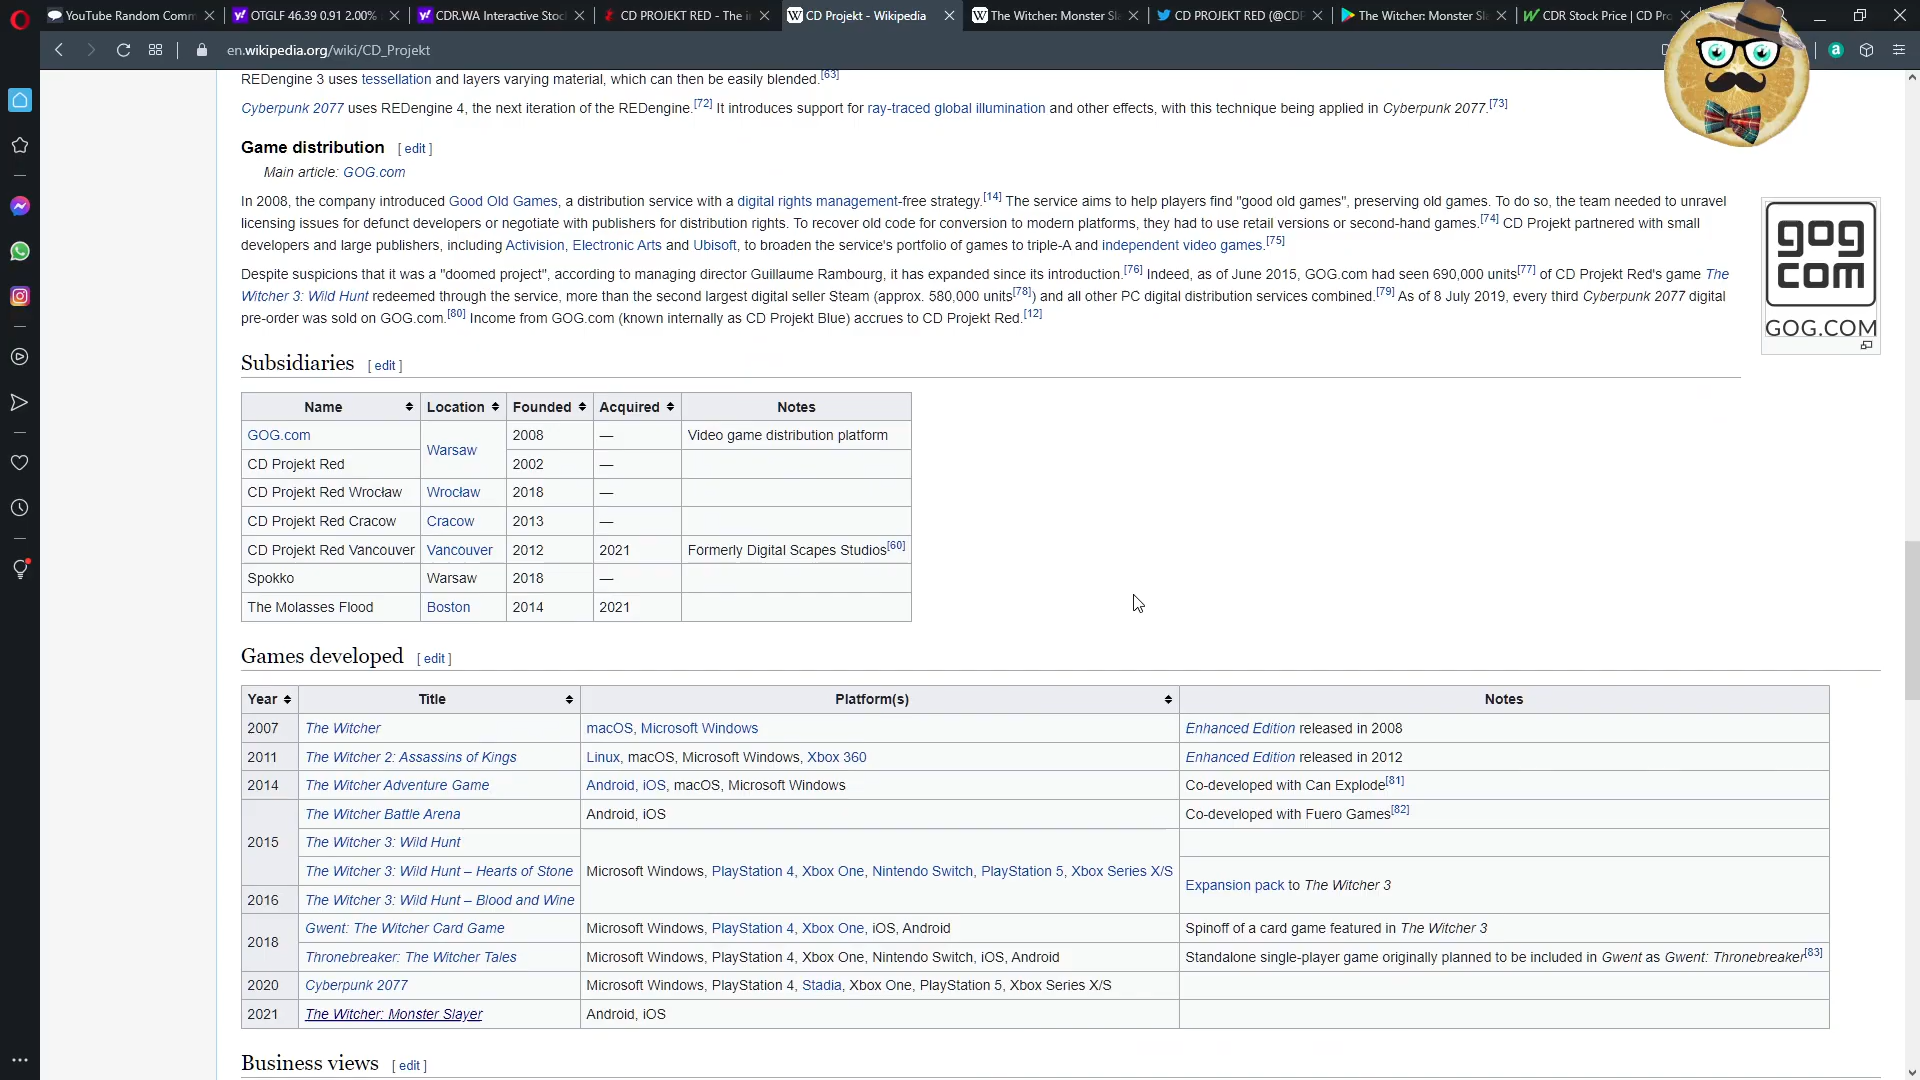 YouTube Random Comm
OTGLF 46.39 0.91 2.00%
CDR.WA Interactive Stoc
CD PROJEKT RED - The i
CD Projekt - Wikipedia
The Witcher: Monster Sl
CD PROJEKT RED (@CDP
The Witcher: Monster Sl
CDR Stock Price | CD Pro
en.wikipedia.org/wiki/CD_Projekt
REDengine 3 uses tessellation and layers varying material, which can then be easily blended.[63]
Cyberpunk 2077 uses REDengine 4, the next iteration of the REDengine.[72] It introduces support for ray-traced global illumination and other effects, with this technique being applied in Cyberpunk 2077.[73]
Game distribution [ edit ]
Main article: GOG.com
In 2008, the company introduced Good Old Games, a distribution service with a digital rights management-free strategy.[14] The service aims to help players find "good old games", preserving old games. To do so, the team needed to unravel
licensing issues for defunct developers or negotiate with publishers for distribution rights. To recover old code for conversion to modern platforms, they had to use retail versions or second-hand games.[74] CD Projekt partnered with small
developers and large publishers, including Activision, Electronic Arts and Ubisoft, to broaden the service's portfolio of games to triple-A and independent video games.[75]
Despite suspicions that it was a "doomed project", according to managing director Guillaume Rambourg, it has expanded since its introduction.[76] Indeed, as of June 2015, GOG.com had seen 690,000 units[77] of CD Projekt Red's game The
Witcher 3: Wild Hunt redeemed through the service, more than the second largest digital seller Steam (approx. 580,000 units[78]) and all other PC digital distribution services combined.[79] As of 8 July 2019, every third Cyberpunk 2077 digital
pre-order was sold on GOG.com.[80] Income from GOG.com (known internally as CD Projekt Blue) accrues to CD Projekt Red.[12]
gog
com
GOG.COM
Subsidiaries [ edit ]
Name Location Founded Acquired Notes
GOG.com Warsaw 2008 — Video game distribution platform
CD Projekt Red 2002 —
CD Projekt Red Wrocław Wrocław 2018 —
CD Projekt Red Cracow Cracow 2013 —
CD Projekt Red Vancouver Vancouver 2012 2021 Formerly Digital Scapes Studios[60]
Spokko Warsaw 2018 —
The Molasses Flood Boston 2014 2021
Games developed [ edit ]
Year Title Platform(s) Notes
2007 The Witcher macOS, Microsoft Windows Enhanced Edition released in 2008
2011 The Witcher 2: Assassins of Kings Linux, macOS, Microsoft Windows, Xbox 360 Enhanced Edition released in 2012
2014 The Witcher Adventure Game Android, iOS, macOS, Microsoft Windows Co-developed with Can Explode[81]
2015 The Witcher Battle Arena Android, iOS Co-developed with Fuero Games[82]
The Witcher 3: Wild Hunt
The Witcher 3: Wild Hunt – Hearts of Stone Microsoft Windows, PlayStation 4, Xbox One, Nintendo Switch, PlayStation 5, Xbox Series X/S Expansion pack to The Witcher 3
2016 The Witcher 3: Wild Hunt – Blood and Wine
2018 Gwent: The Witcher Card Game Microsoft Windows, PlayStation 4, Xbox One, iOS, Android Spinoff of a card game featured in The Witcher 3
Thronebreaker: The Witcher Tales Microsoft Windows, PlayStation 4, Xbox One, Nintendo Switch, iOS, Android Standalone single-player game originally planned to be included in Gwent as Gwent: Thronebreaker[83]
2020 Cyberpunk 2077 Microsoft Windows, PlayStation 4, Stadia, Xbox One, PlayStation 5, Xbox Series X/S
2021 The Witcher: Monster Slayer Android, iOS
Business views [ edit ]